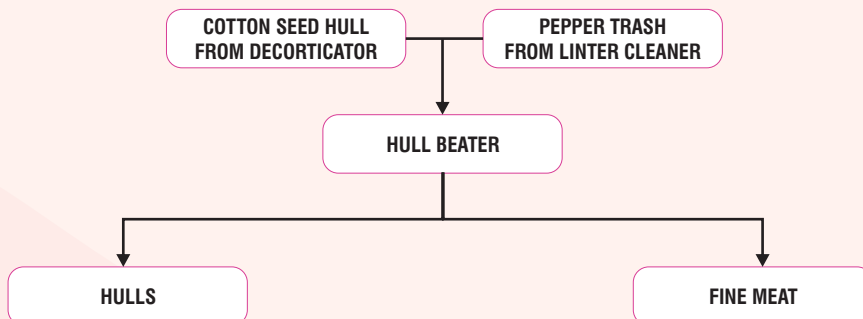 COTTON SEED HULL
FROM DECORTICATOR
PEPPER TRASH
FROM LINTER CLEANER
HULL BEATER
HULLS
FINE MEAT